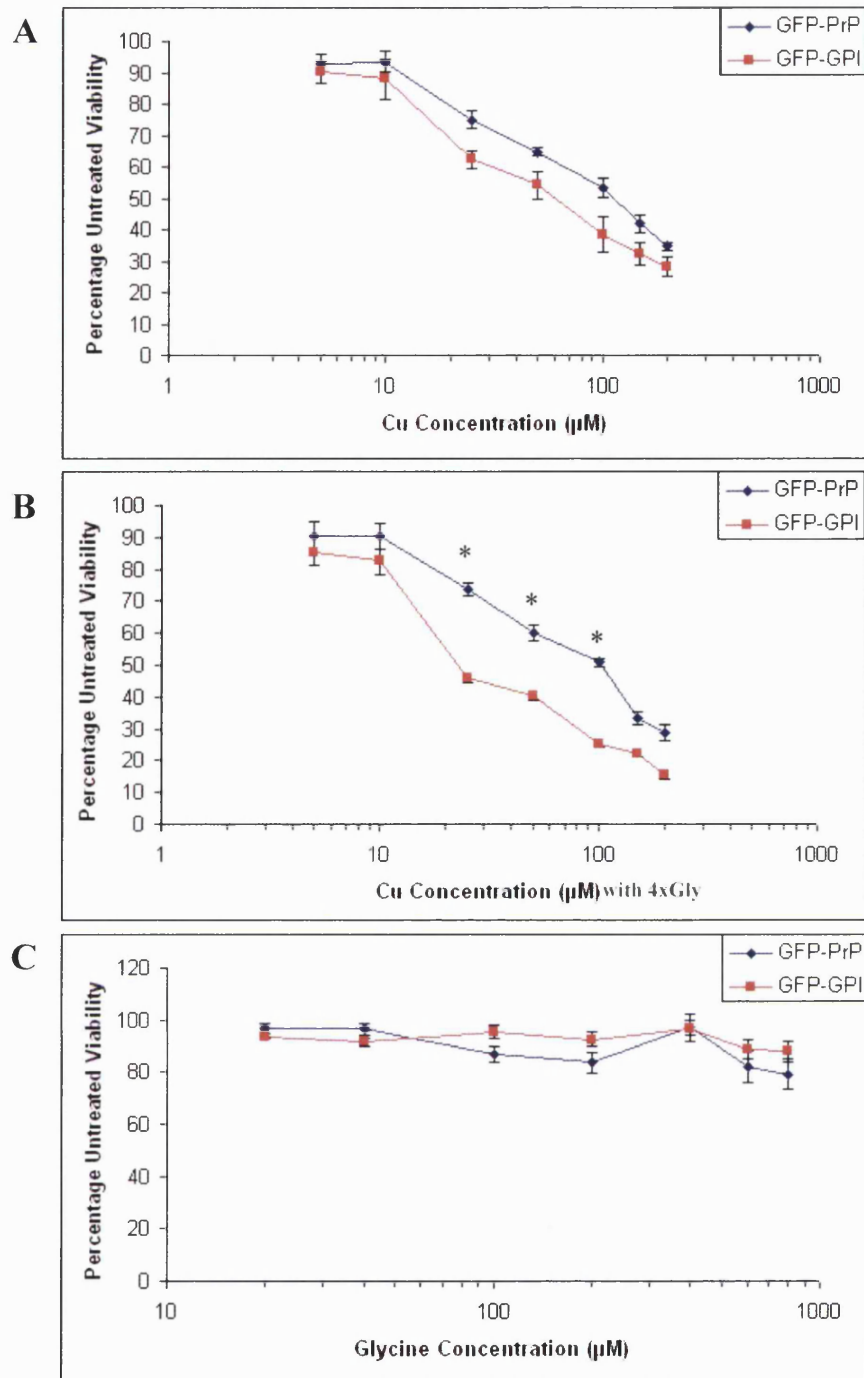 A
GFP-PrP
GFP-GPI
100
90
80
70
60
50
40
30
20
10
0
Percentage Untreated Viability
1 10 100 1000
Cu Concentration (µM)
B
GFP-PrP
GFP-GPI
100
90
80
70
60
50
40
30
20
10
0
Percentage Untreated Viability
* * *
1 10 100 1000
Cu Concentration (µM) with 4xGly
C
GFP-PrP
GFP-GPI
120
100
80
60
40
20
0
Percentage Untreated Viability
10 100 1000
Glycine Concentration (µM)